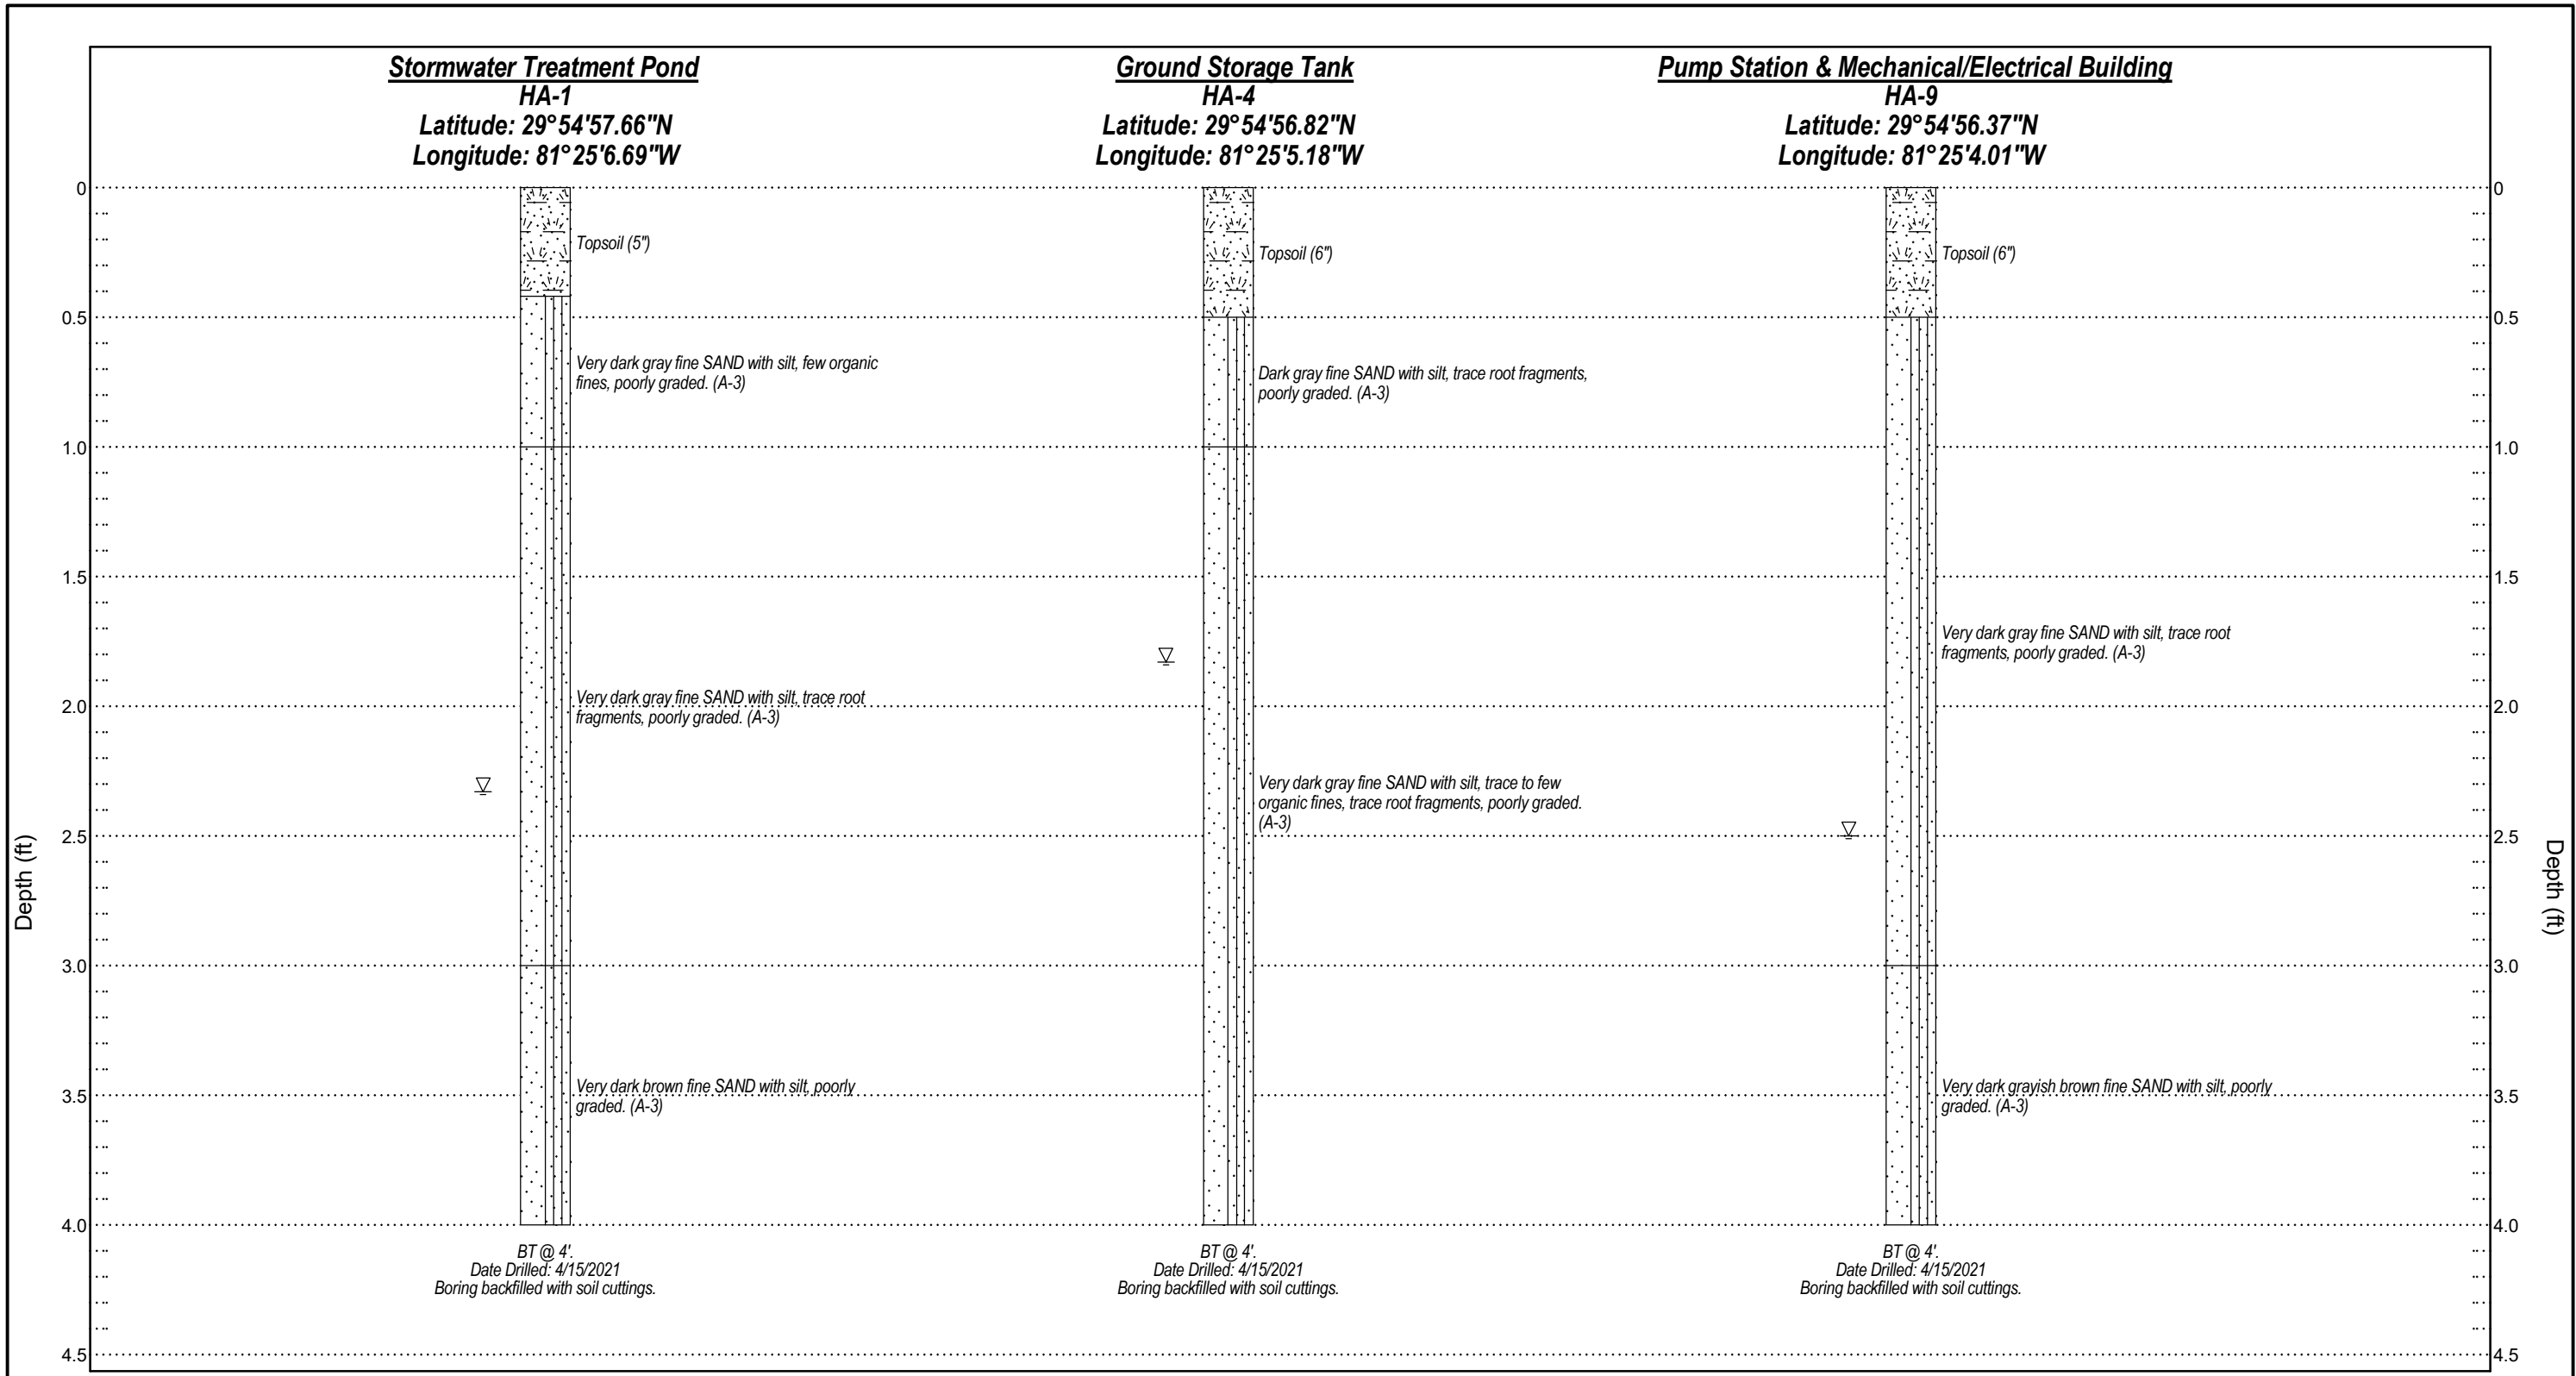 Stormwater Treatment Pond
HA-1
Latitude: 29°54'57.66"N
Longitude: 81°25'6.69"W
Ground Storage Tank
HA-4
Latitude: 29°54'56.82"N
Longitude: 81°25'5.18"W
Pump Station & Mechanical/Electrical Building
HA-9
Latitude: 29°54'56.37"N
Longitude: 81°25'4.01"W
Depth (ft)
0
0.5
1.0
1.5
2.0
2.5
3.0
3.5
4.0
4.5
Topsoil (5")
Very dark gray fine SAND with silt, few organic
fines, poorly graded. (A-3)
Very dark gray fine SAND with silt, trace root
fragments, poorly graded. (A-3)
Very dark brown fine SAND with silt, poorly
graded. (A-3)
BT @ 4'.
Date Drilled: 4/15/2021
Boring backfilled with soil cuttings.
Topsoil (6")
Dark gray fine SAND with silt, trace root fragments,
poorly graded. (A-3)
Very dark gray fine SAND with silt, trace to few
organic fines, trace root fragments, poorly graded.
(A-3)
BT @ 4'.
Date Drilled: 4/15/2021
Boring backfilled with soil cuttings.
Topsoil (6")
Very dark gray fine SAND with silt, trace root
fragments, poorly graded. (A-3)
Very dark grayish brown fine SAND with silt, poorly
graded. (A-3)
BT @ 4'.
Date Drilled: 4/15/2021
Boring backfilled with soil cuttings.
0
0.5
1.0
1.5
2.0
2.5
3.0
3.5
4.0
4.5
Depth (ft)